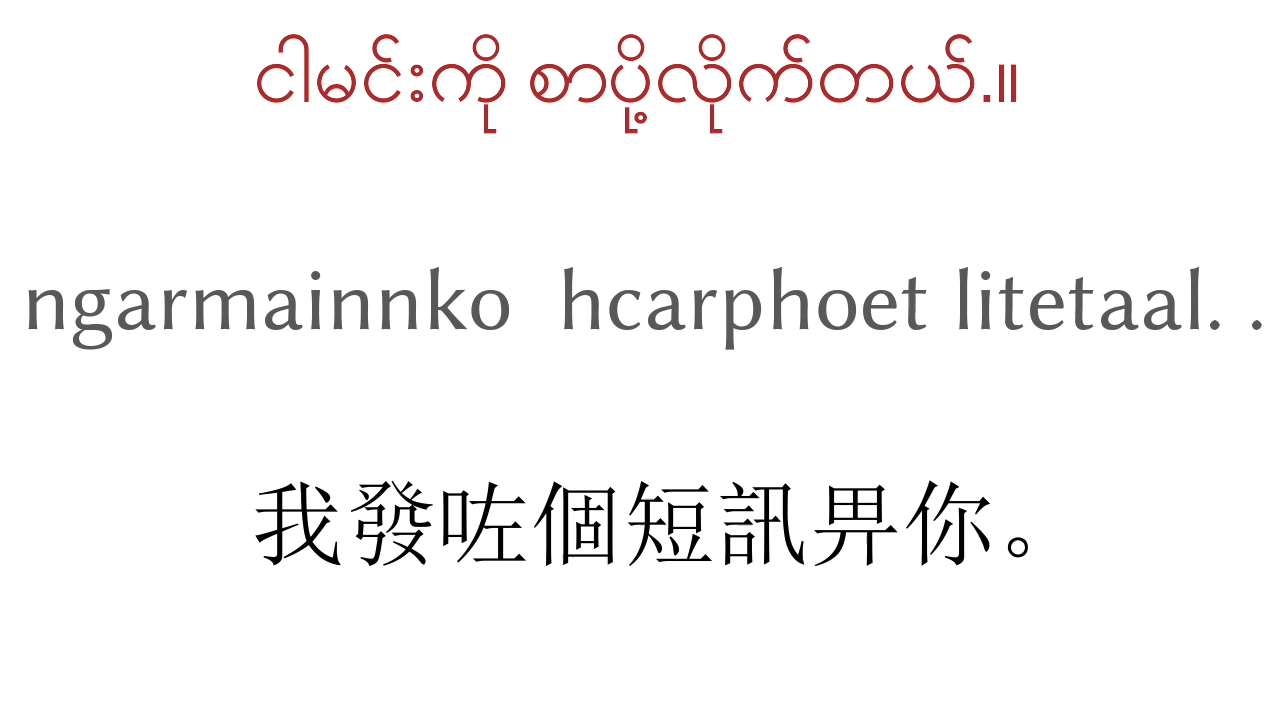 ငါမင်းကို စာပို့လိုက်တယ်.။
ngarmainnko hcarphoet litetaal. .
我發咗個短訊畀你。